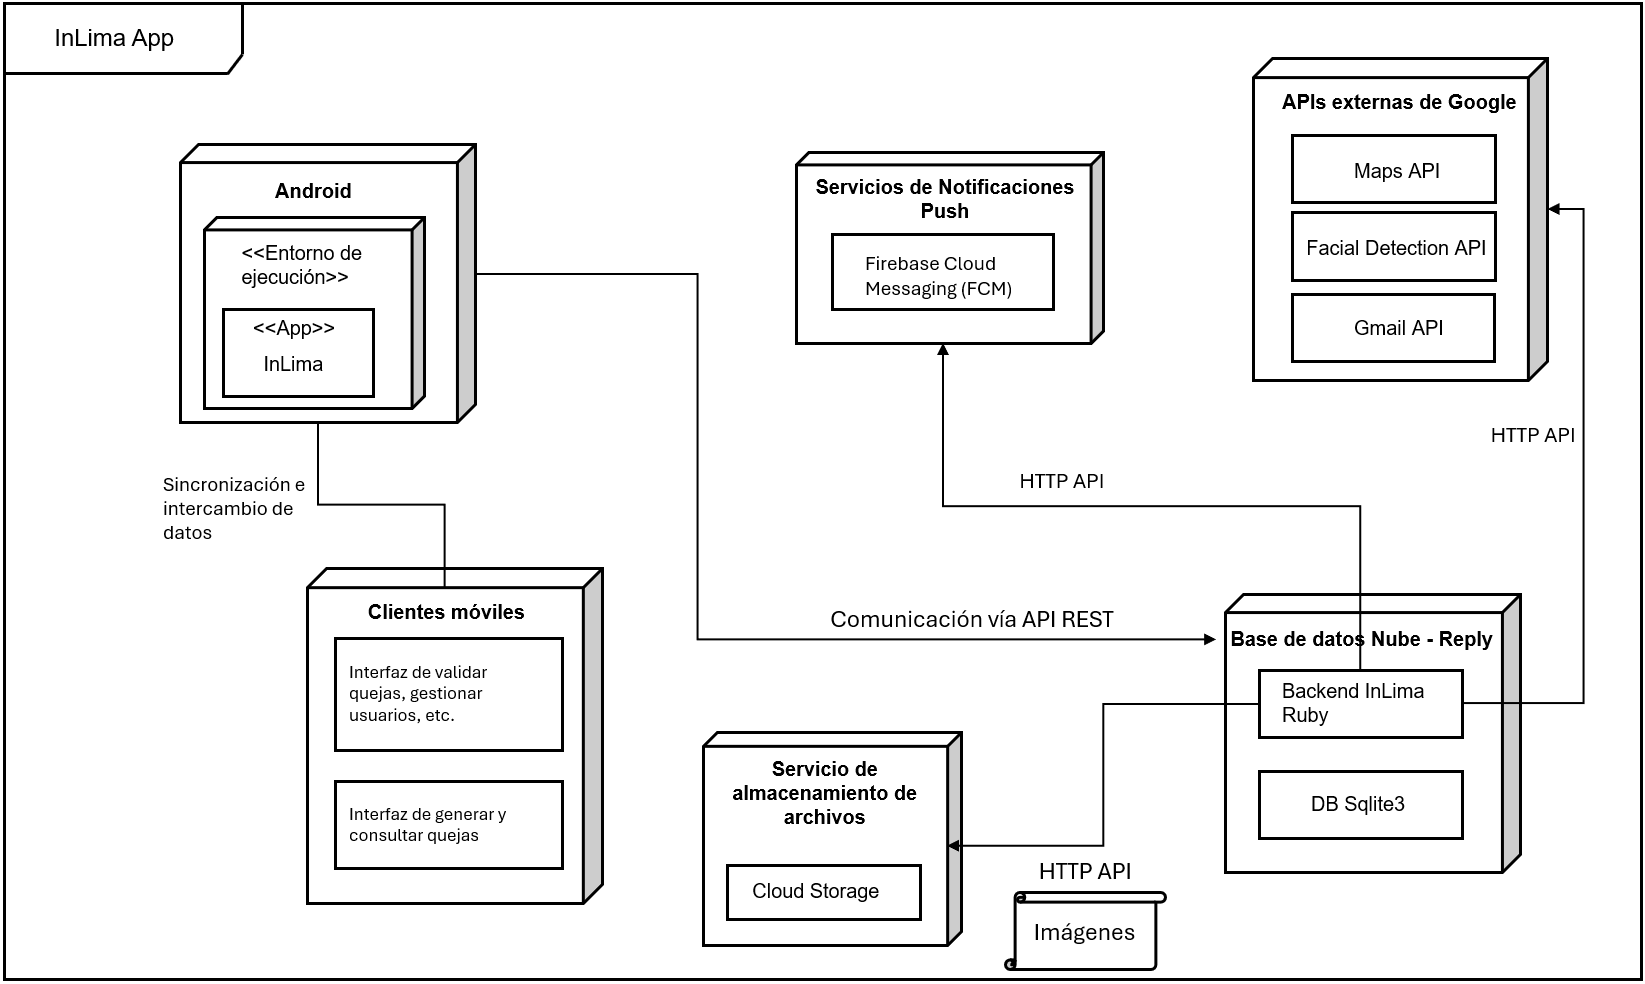 InLima App
Android
<<Entorno de
ejecución>>
<<App>>
InLima
Servicios de Notificaciones
Push
Firebase Cloud
Messaging (FCM)
APIs externas de Google
Maps API
Facial Detection API
Gmail API
HTTP API
HTTP API
Sincronización e
intercambio de
datos
Clientes móviles
Interfaz de validar
quejas, gestionar
usuarios, etc.
Interfaz de generar y
consultar quejas
Comunicación vía API REST
Base de datos Nube - Reply
Backend InLima
Ruby
DB Sqlite3
Servicio de
almacenamiento de
archivos
Cloud Storage
HTTP API
Imágenes